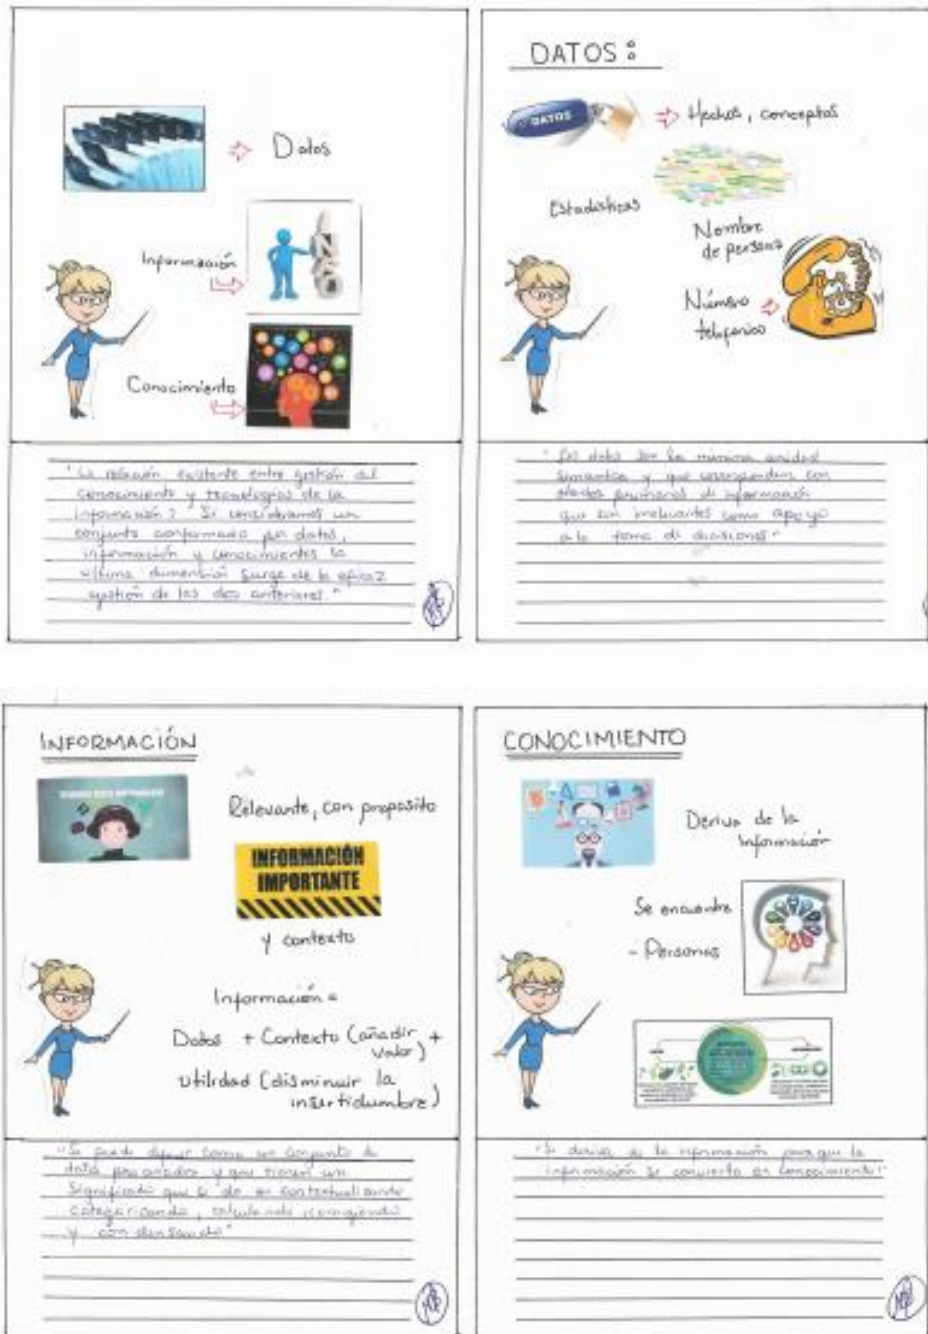 Datos
Información
Conocimiento
"La relación existente entre gestión del
conocimiento y tecnologías de la
información? Si consideramos un
conjunto conformado por datos,
información y conocimientos la
última dimensión surge de la eficaz
gestión de los dos anteriores."
DATOS:
DATOS
Hechos, conceptos
Estadísticas
Nombre
de persona
Número
telefónico
"Los datos son la mínima unidad
semantica y que corresponden con
primarios de información
que son irrelevantes como apoyo
a la toma de decisiones"
INFORMACIÓN
Relevante, con proposito
INFORMACIÓN
IMPORTANTE
y contexto
Información =
Datos + Contexto (añadir +
valor)
utilidad (disminuir la
insertidumbre)
"Se puede definir como un conjunto de
data procesados y que tienen un
significado que se da en contextualizando
categorizando, calculando, corrigiendo
y condensando"
CONOCIMIENTO
Deriva de la
información
Se encuentra
- Personas
"Se deriva de la información para que la
información se convierta en conocimiento"